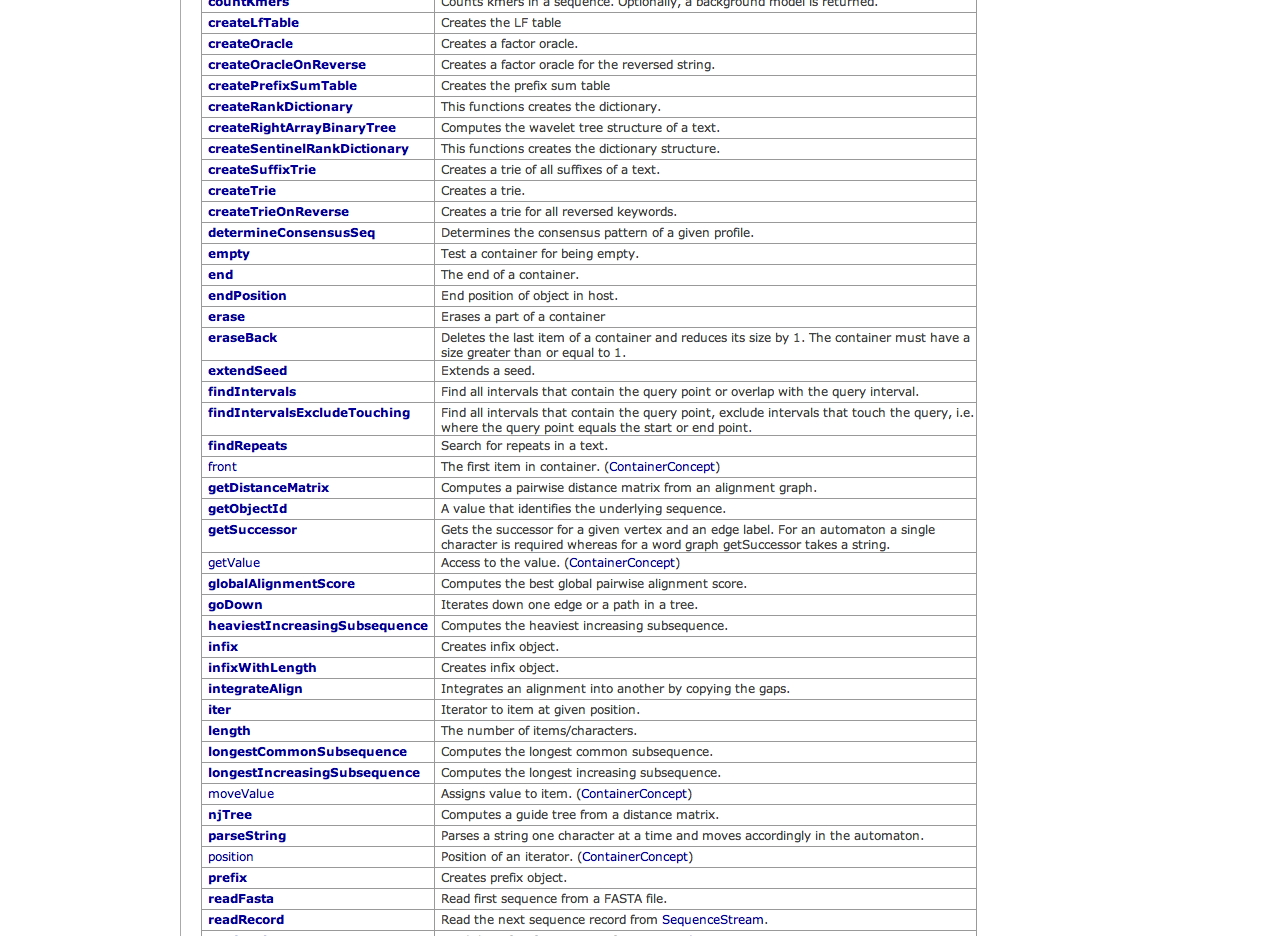 countKmers Counts kmers in a sequence. Optionally, a background model is returned.
createLfTable Creates the LF table
createOracle Creates a factor oracle.
createOracleOnReverse Creates a factor oracle for the reversed string.
createPrefixSumTable Creates the prefix sum table
createRankDictionary This functions creates the dictionary.
createRightArrayBinaryTree Computes the wavelet tree structure of a text.
createSentinelRankDictionary This functions creates the dictionary structure.
createSuffixTrie Creates a trie of all suffixes of a text.
createTrie Creates a trie.
createTrieOnReverse Creates a trie for all reversed keywords.
determineConsensusSeq Determines the consensus pattern of a given profile.
empty Test a container for being empty.
end The end of a container.
endPosition End position of object in host.
erase Erases a part of a container
eraseBack Deletes the last item of a container and reduces its size by 1. The container must have a
size greater than or equal to 1.
extendSeed Extends a seed.
findIntervals Find all intervals that contain the query point or overlap with the query interval.
findIntervalsExcludeTouching Find all intervals that contain the query point, exclude intervals that touch the query, i.e.
where the query point equals the start or end point.
findRepeats Search for repeats in a text.
front The first item in container. (ContainerConcept)
getDistanceMatrix Computes a pairwise distance matrix from an alignment graph.
getObjectId A value that identifies the underlying sequence.
getSuccessor Gets the successor for a given vertex and an edge label. For an automaton a single
character is required whereas for a word graph getSuccessor takes a string.
getValue Access to the value. (ContainerConcept)
globalAlignmentScore Computes the best global pairwise alignment score.
goDown Iterates down one edge or a path in a tree.
heaviestIncreasingSubsequence Computes the heaviest increasing subsequence.
infix Creates infix object.
infixWithLength Creates infix object.
integrateAlign Integrates an alignment into another by copying the gaps.
iter Iterator to item at given position.
length The number of items/characters.
longestCommonSubsequence Computes the longest common subsequence.
longestIncreasingSubsequence Computes the longest increasing subsequence.
moveValue Assigns value to item. (ContainerConcept)
njTree Computes a guide tree from a distance matrix.
parseString Parses a string one character at a time and moves accordingly in the automaton.
position Position of an iterator. (ContainerConcept)
prefix Creates prefix object.
readFasta Read first sequence from a FASTA file.
readRecord Read the next sequence record from SequenceStream.